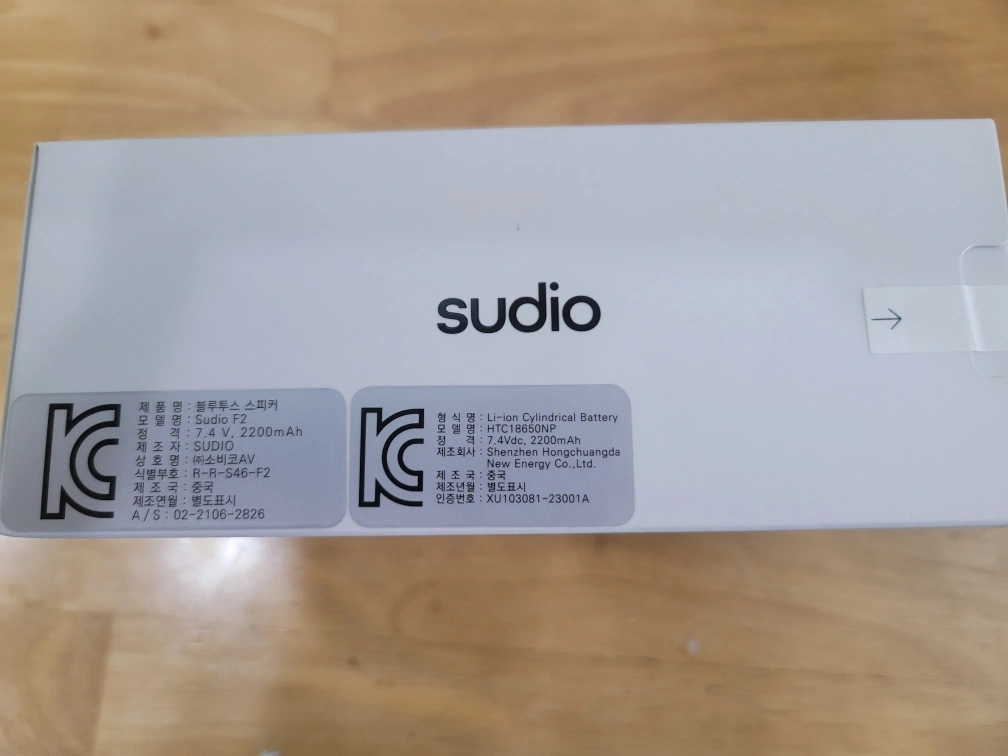 sudio
제 품 명 : 블루투스 스피커
모 델 명 : Sudio F2
정 격 : 7.4 V, 2200mAh
제 조 자 : SUDIO
상 호 명 : ㈜소비코AV
식별부호 : R-R-S46-F2
제 조 국 : 중국
제조연월 : 별도표시
A/S : 02-2106-2826
형 식 명 : Li-ion Cylindrical Battery
모 델 명 : HTC18650NP
정 격 : 7.4Vdc, 2200mAh
제조회사 : Shenzhen Hongchuangda
New Energy Co.,Ltd.
제 조 국 : 중국
제조년월 : 별도표시
인증번호 : XU103081-23001A